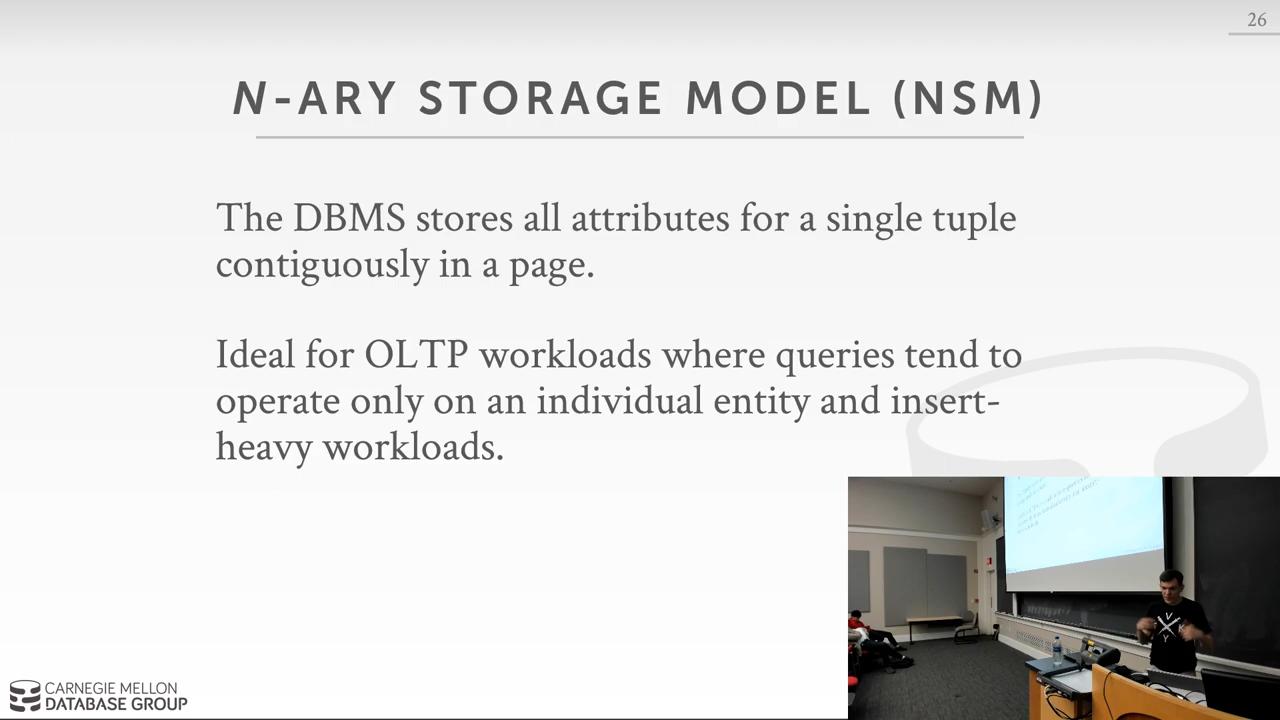 26
N-ARY STORAGE MODEL (NSM)
The DBMS stores all attributes for a single tuple
contiguously in a page.
Ideal for OLTP workloads where queries tend to
operate only on an individual entity and insert-
heavy workloads.
CARNEGIE MELLON
DATABASE GROUP